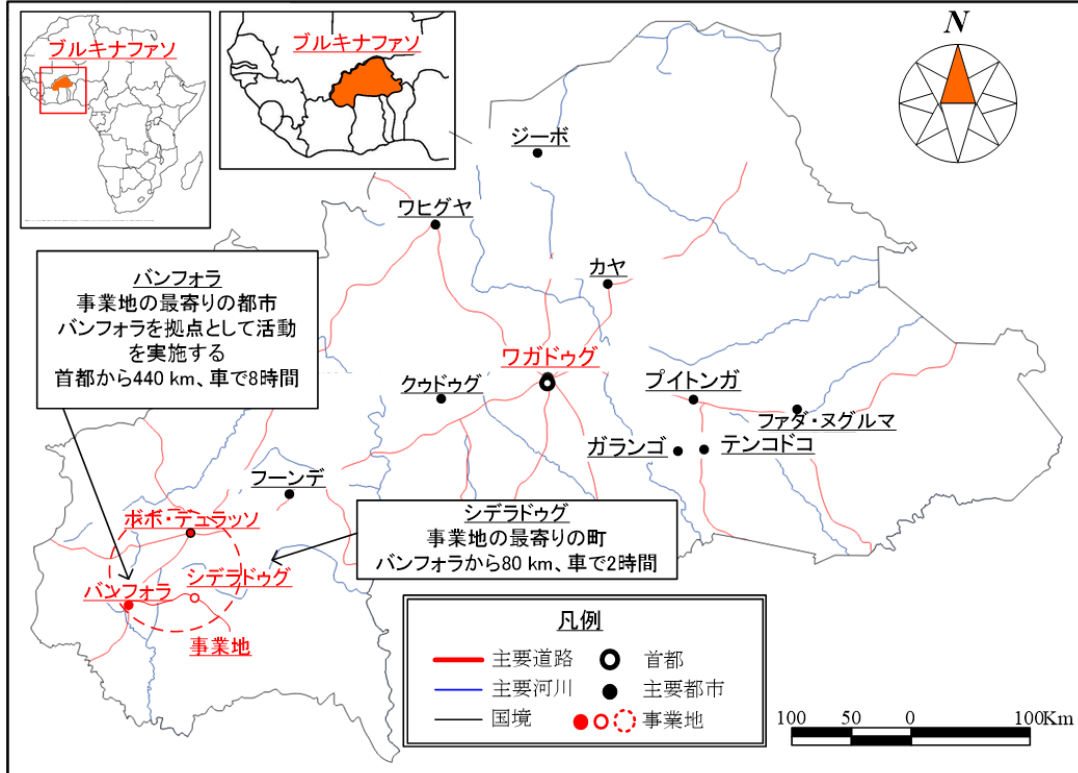 ブルキナファソ
ブルキナファソ
N
ジーボ
ワヒグヤ
カヤ
バンフォラ
事業地の最寄りの都市
バンフォラを拠点として活動
を実施する
首都から440 km、車で8時間
ワガドゥグ
クゥドゥグ
プイトンガ
ファダ・ヌグルマ
ガランゴ
テンコドコ
フーンデ
ボボ・デュラッソ
シデラドゥグ
事業地の最寄りの町
バンフォラから80 km、車で2時間
シデラドゥグ
バンフォラ
事業地
凡例
主要道路
首都
主要河川
主要都市
国境
事業地
100 50 0 100Km